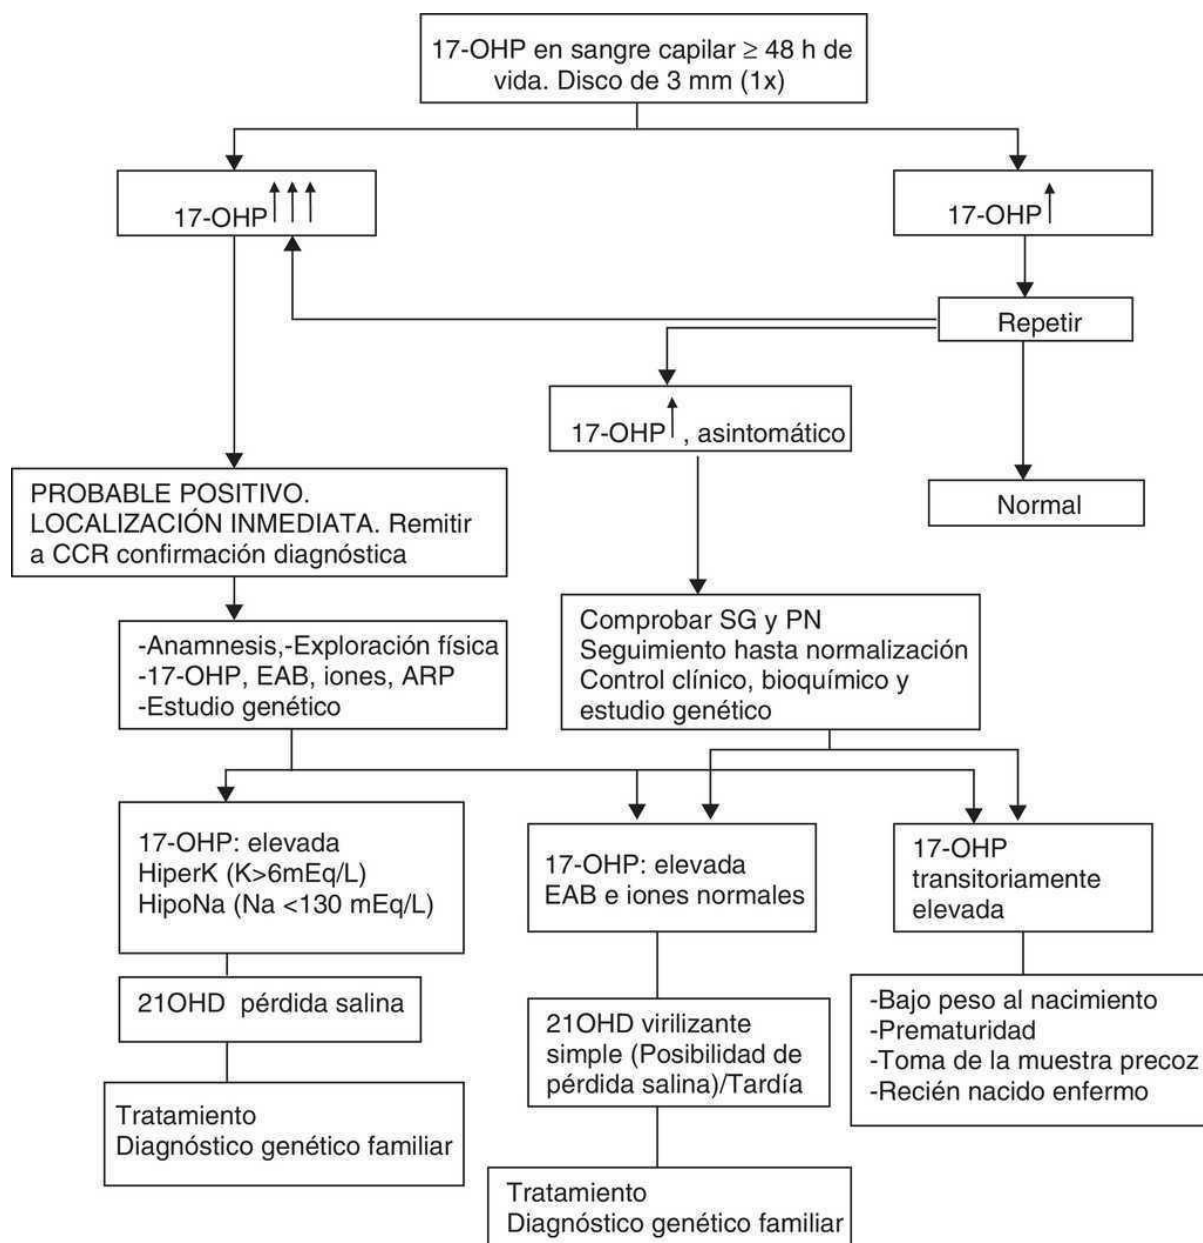 17-OHP en sangre capilar ≥ 48 h de
vida. Disco de 3 mm (1x)
17-OHP↑↑↑
17-OHP↑
Repetir
17-OHP↑, asintomático
Normal
PROBABLE POSITIVO.
LOCALIZACIÓN INMEDIATA. Remitir
a CCR confirmación diagnóstica
-Anamnesis,-Exploración física
-17-OHP, EAB, iones, ARP
-Estudio genético
Comprobar SG y PN
Seguimiento hasta normalización
Control clínico, bioquímico y
estudio genético
17-OHP: elevada
HiperK (K>6mEq/L)
HipoNa (Na <130 mEq/L)
17-OHP: elevada
EAB e iones normales
17-OHP
transitoriamente
elevada
21OHD pérdida salina
21OHD virilizante
simple (Posibilidad de
pérdida salina)/Tardía
-Bajo peso al nacimiento
-Prematuridad
-Toma de la muestra precoz
-Recién nacido enfermo
Tratamiento
Diagnóstico genético familiar
Tratamiento
Diagnóstico genético familiar